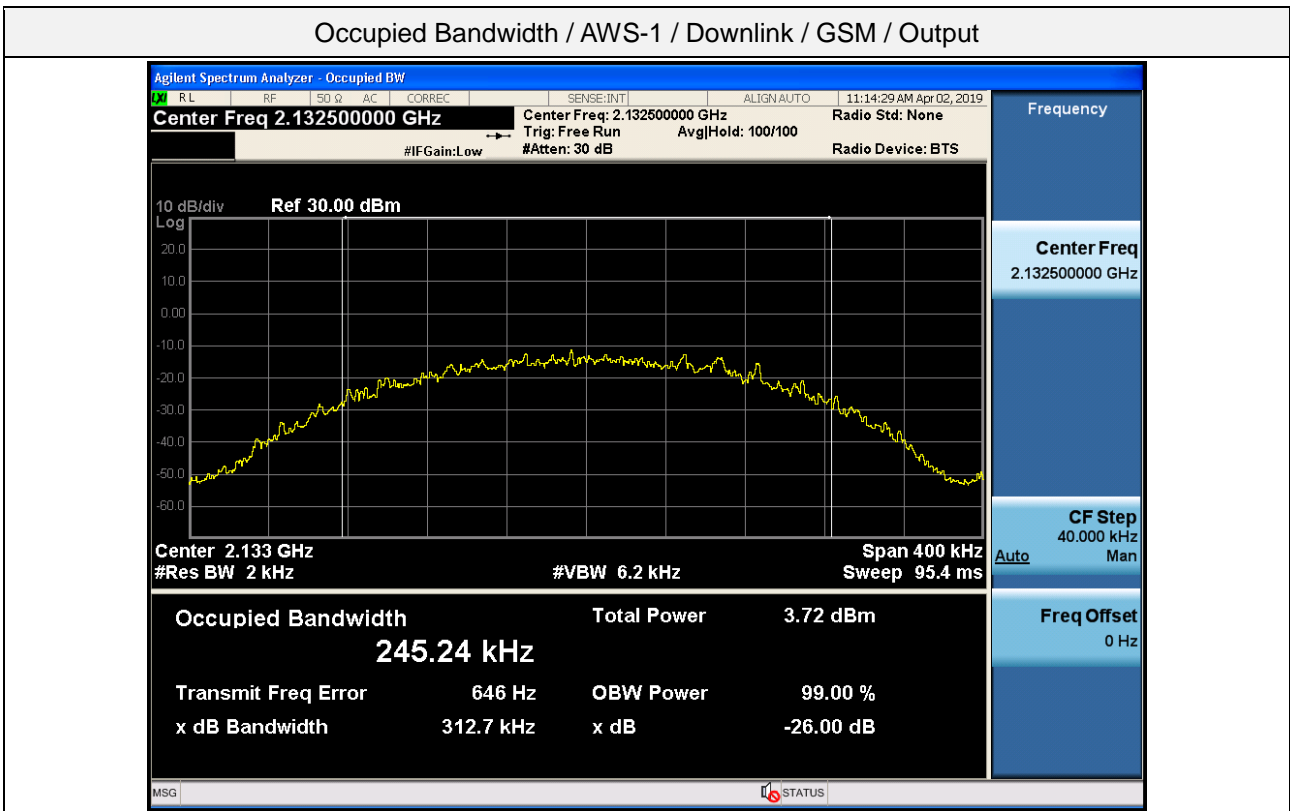 Occupied Bandwidth / AWS-1 / Downlink / GSM / Output
Agilent Spectrum Analyzer - Occupied BW
LXI RL RF 50 Ω AC CORREC SENSE:INT ALIGN AUTO 11:14:29 AM Apr 02, 2019
Center Freq 2.132500000 GHz
Center Freq: 2.132500000 GHz
Radio Std: None
Trig: Free Run Avg|Hold: 100/100
#IFGain:Low
#Atten: 30 dB
Radio Device: BTS
10 dB/div Ref 30.00 dBm
Log
20.0
10.0
0.00
-10.0
-20.0
-30.0
-40.0
-50.0
-60.0
Center 2.133 GHz Span 400 kHz
#Res BW 2 kHz #VBW 6.2 kHz Sweep 95.4 ms
Occupied Bandwidth Total Power 3.72 dBm
245.24 kHz
Transmit Freq Error 646 Hz OBW Power 99.00 %
x dB Bandwidth 312.7 kHz x dB -26.00 dB
Frequency
Center Freq
2.132500000 GHz
CF Step
40.000 kHz
Auto Man
Freq Offset
0 Hz
MSG STATUS